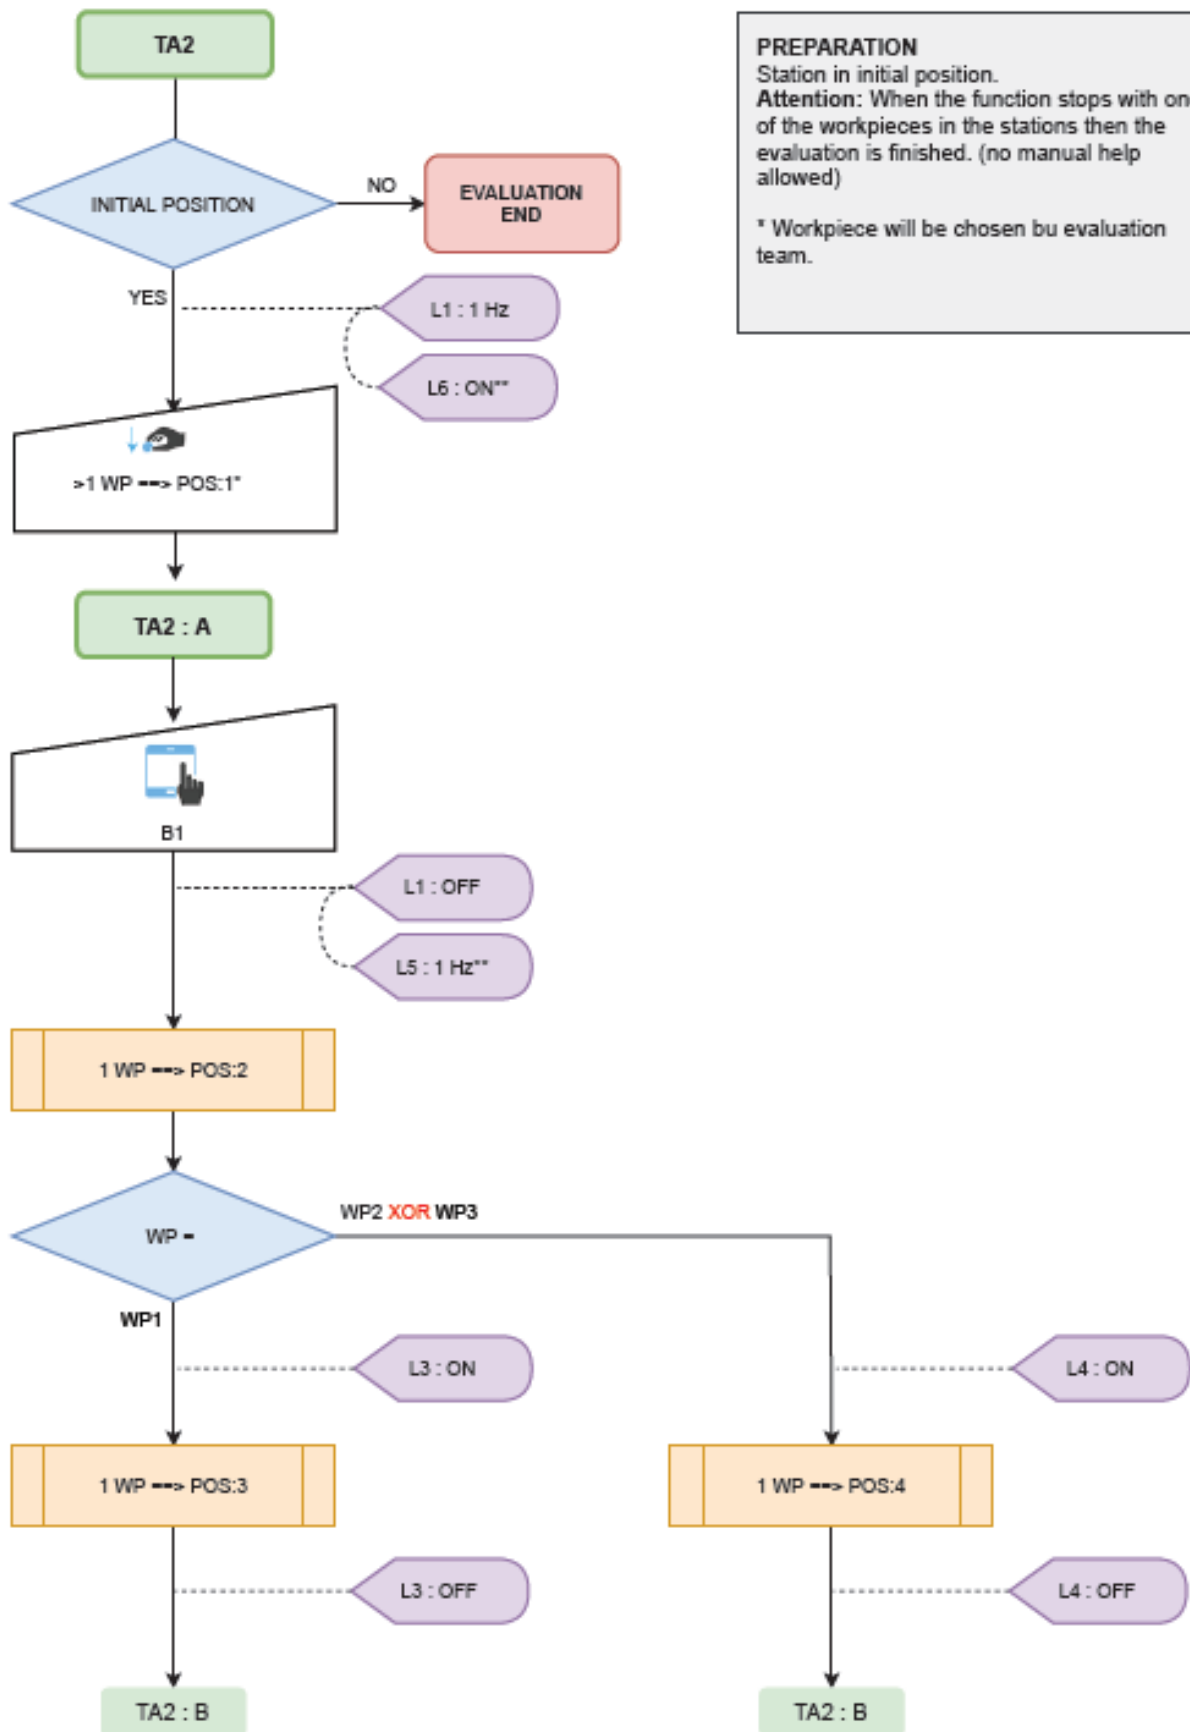 TA2
PREPARATION
Station in initial position.
Attention: When the function stops with on
of the workpieces in the stations then the
evaluation is finished. (no manual help
allowed)
* Workpiece will be chosen bu evaluation
team.
INITIAL POSITION
NO
EVALUATION
END
YES
L1 : 1 Hz
L6 : ON**
>1 WP ==> POS:1*
TA2 : A
B1
L1 : OFF
L5 : 1 Hz**
1 WP ==> POS:2
WP =
WP2 XOR WP3
WP1
L3 : ON
L4 : ON
1 WP ==> POS:3
1 WP ==> POS:4
L3 : OFF
L4 : OFF
TA2 : B
TA2 : B